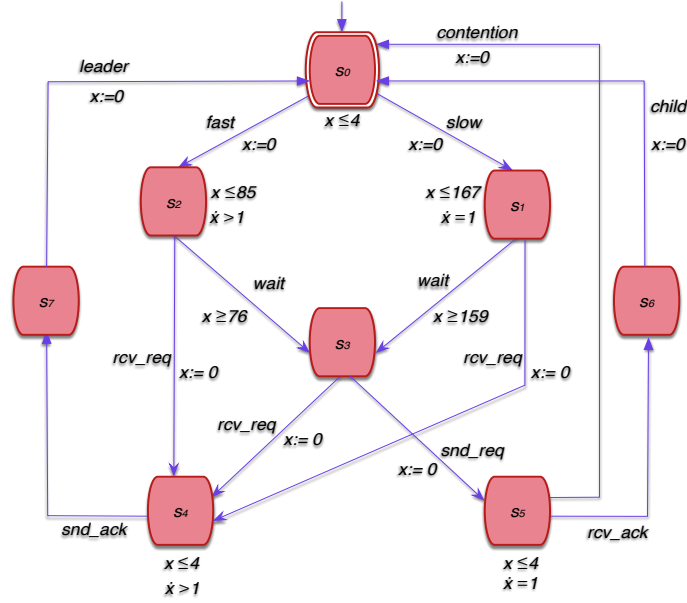 contention
x:=0
s0
leader
x:=0
x ≤4
fast
x:=0
slow
x:=0
child
x:=0
s2
x ≤85
ẋ >1
x ≤167
ẋ = 1
s1
wait
x ≥76
wait
x ≥159
s7
s6
s3
rcv_req
x:= 0
rcv_req
x:= 0
rcv_req
x:= 0
snd_req
x:= 0
s4
s5
snd_ack
rcv_ack
x ≤4
ẋ >1
x ≤4
ẋ =1